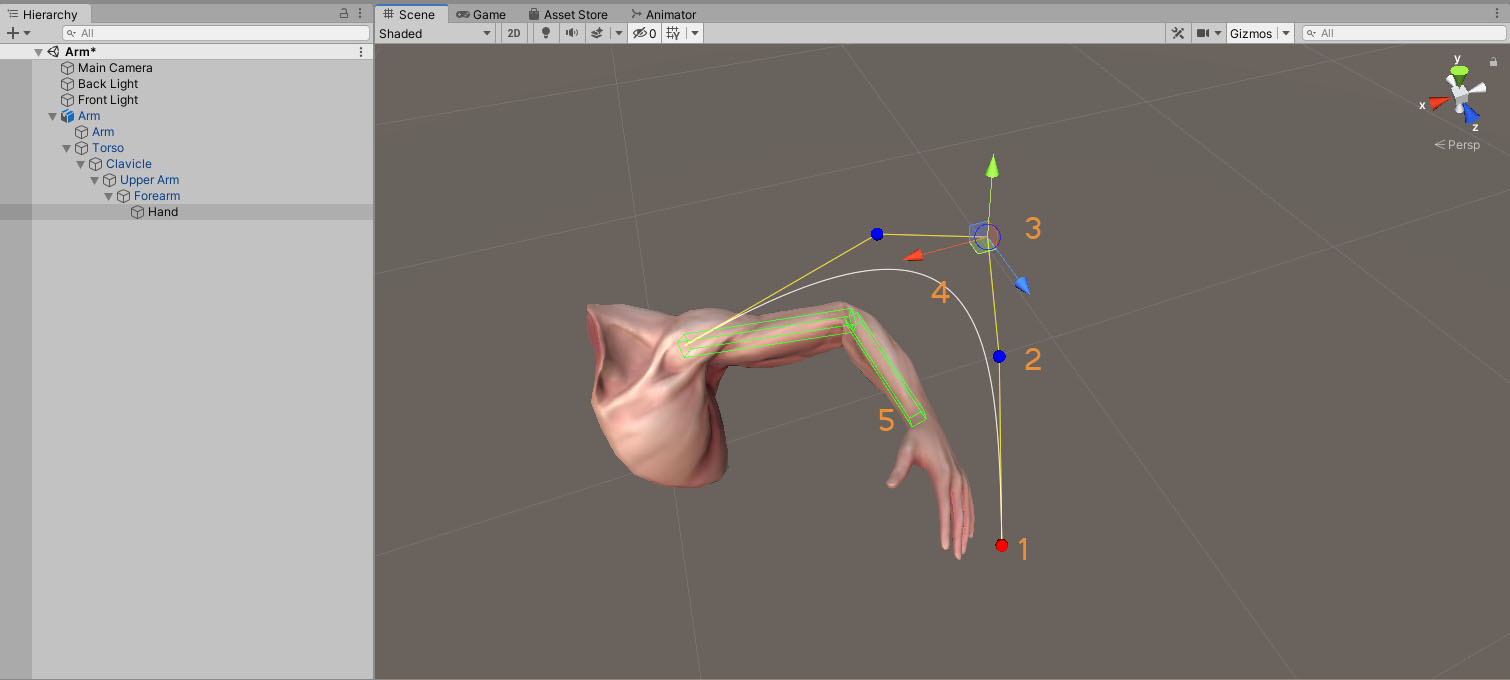 Hierarchy
All
Arm*
Main Camera
Back Light
Front Light
Arm
Arm
Torso
Clavicle
Upper Arm
Forearm
Hand
Scene Game Asset Store Animator
Shaded 2D 0 Gizmos All
y
x
z
Persp
3
4
2
5
1